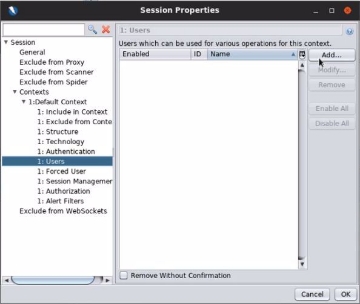 Session Properties
Session
General
Exclude from Proxy
Exclude from Scanner
Exclude from Spider
Contexts
1:Default Context
1: Include in Context
1: Exclude from Conte
1: Structure
1: Technology
1: Authentication
1: Users
1: Forced User
1: Session Managemer
1: Authorization
1: Alert Filters
Exclude from WebSockets
1: Users
Users which can be used for various operations for this context.
Enabled ID Name
Add...
Modify...
Remove
Enable All
Disable All
Remove Without Confirmation
Cancel OK